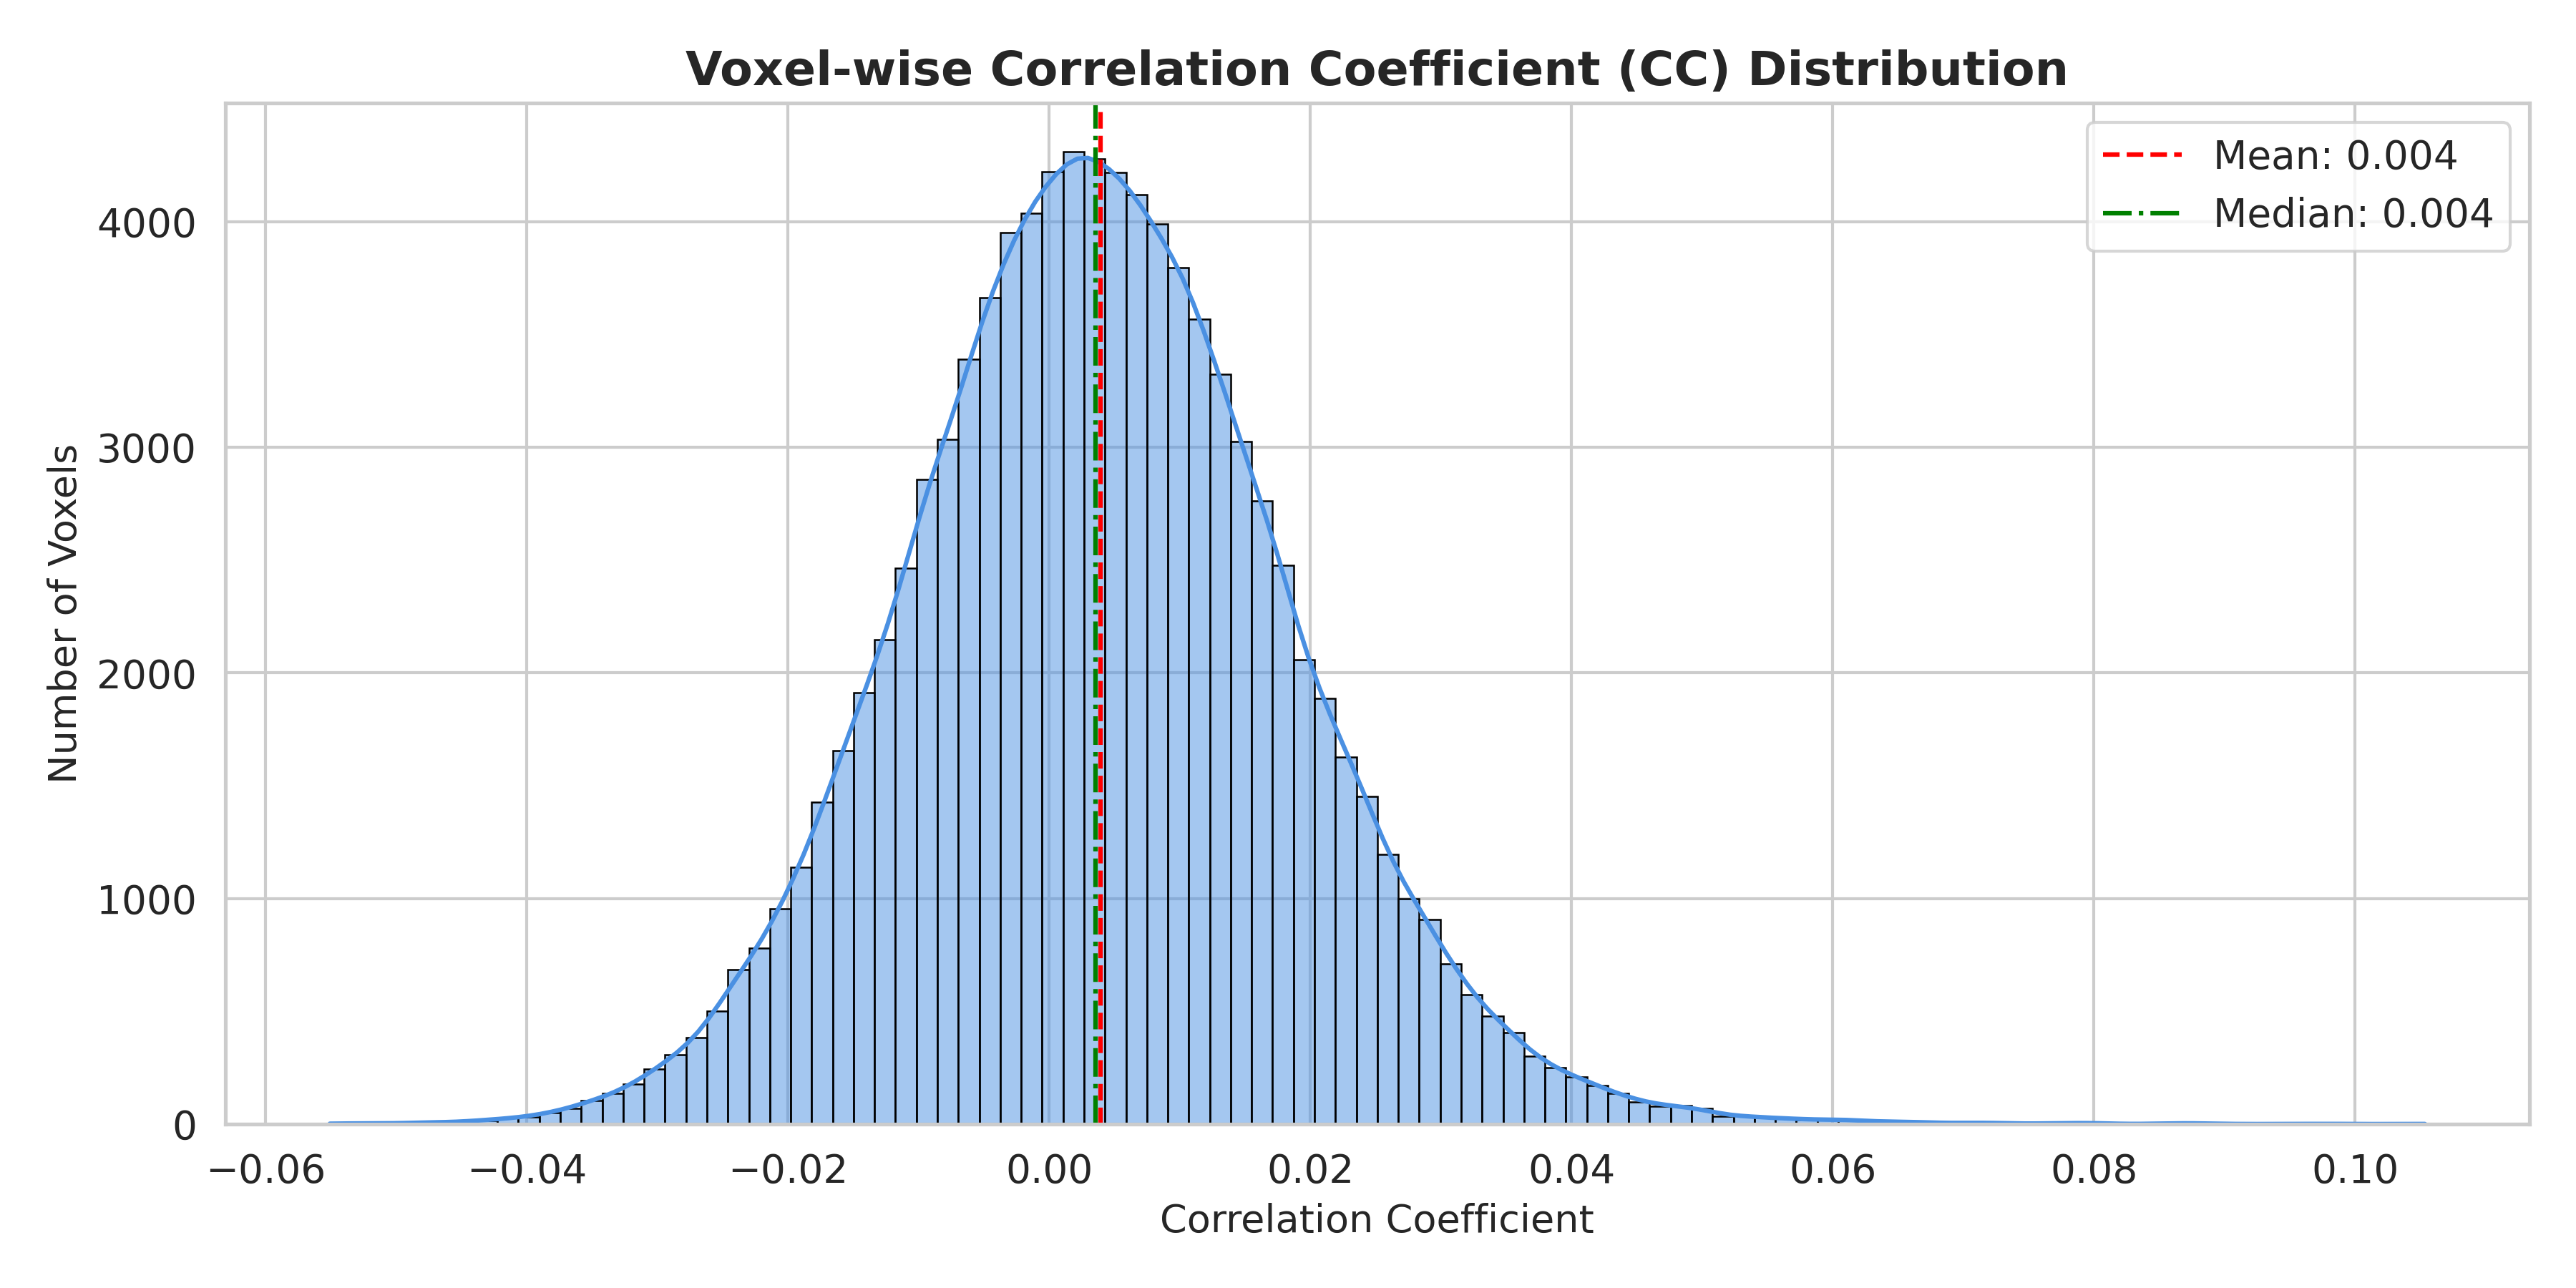 Voxel-wise Correlation Coefficient (CC) Distribution
Mean: 0.004
Median: 0.004
Number of Voxels
4000
3000
2000
1000
0
−0.06 −0.04 −0.02 0.00 0.02 0.04 0.06 0.08 0.10
Correlation Coefficient